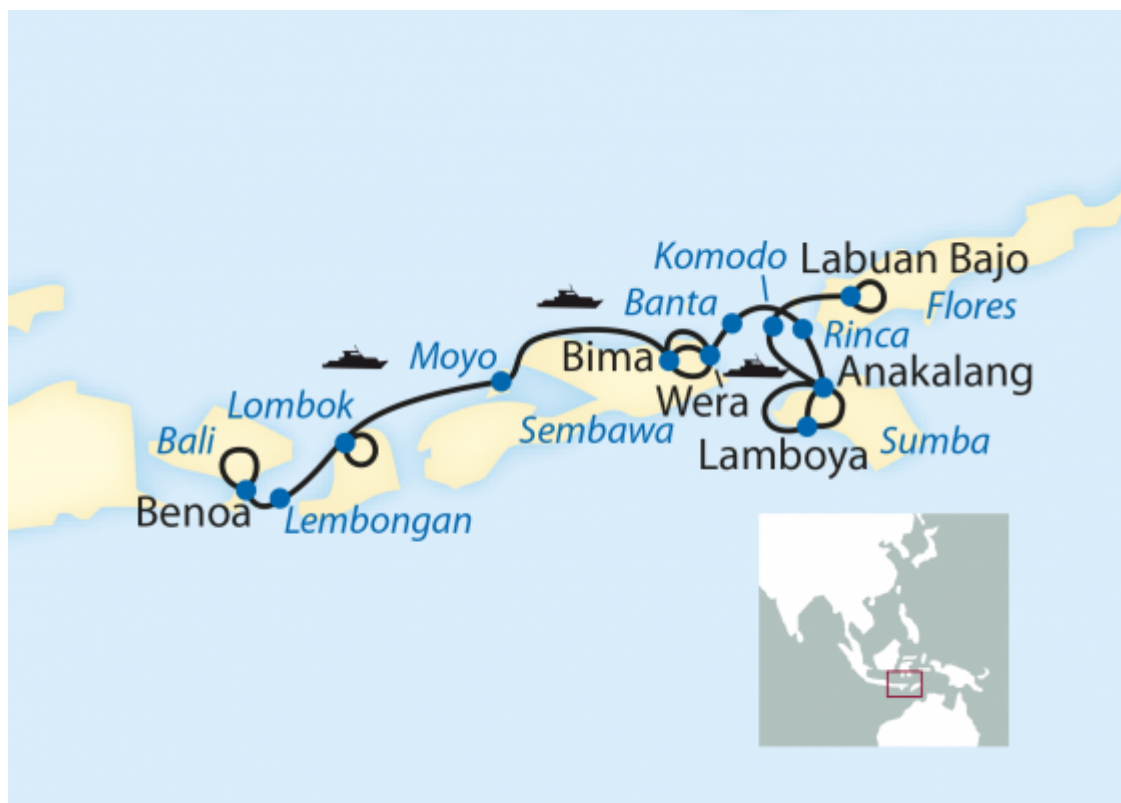 Komodo
Labuan Bajo
Banta
Flores
Rinca
Moyo
Bima
Anakalang
Wera
Lombok
Sembawa
Bali
Lamboya
Sumba
Benoa
Lembongan